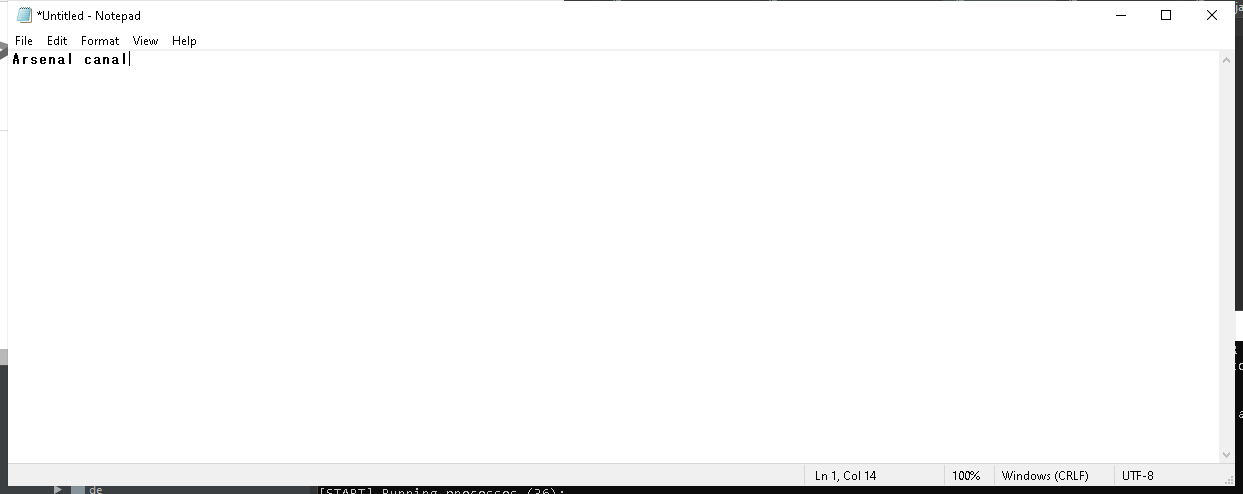 *Untitled - Notepad
File Edit Format View Help
Arsenal canal
Ln 1, Col 14 100% Windows (CRLF) UTF-8
de
[START] Running processes (36):